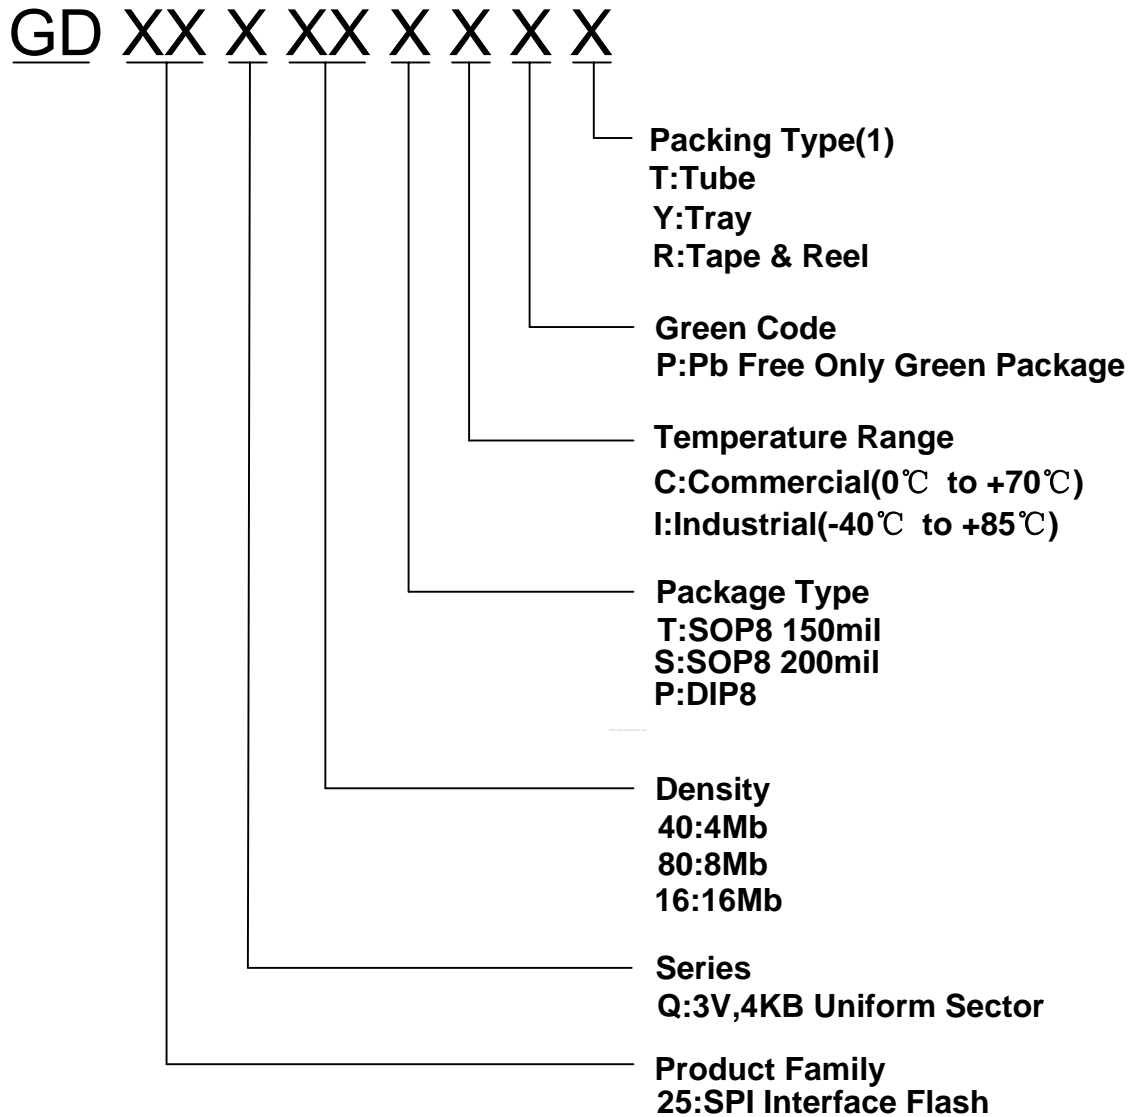 GD XX X XX X X X X
Packing Type(1)
T:Tube
Y:Tray
R:Tape & Reel
Green Code
P:Pb Free Only Green Package
Temperature Range
C:Commercial(0℃ to +70℃)
I:Industrial(-40℃ to +85℃)
Package Type
T:SOP8 150mil
S:SOP8 200mil
P:DIP8
Density
40:4Mb
80:8Mb
16:16Mb
Series
Q:3V,4KB Uniform Sector
Product Family
25:SPI Interface Flash